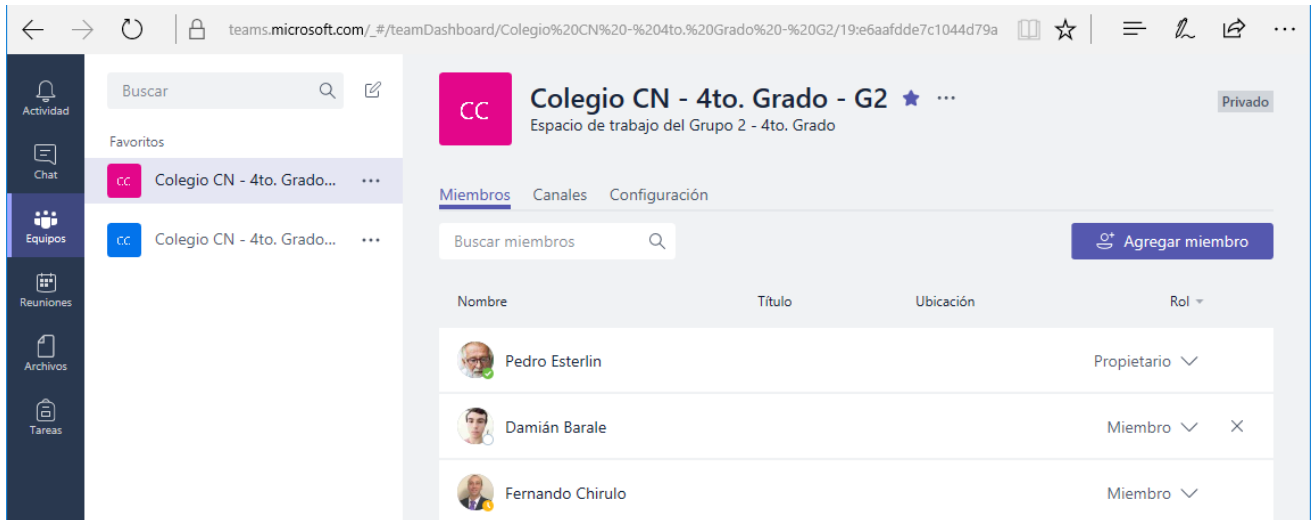 teams.microsoft.com/_#/teamDashboard/Colegio%20CN%20-%204to.%20Grado%20-%20G2/19:e6aafdde7c1044d79a
Actividad
Chat
Equipos
Reuniones
Archivos
Tareas
Buscar
Favoritos
CC Colegio CN - 4to. Grado... ...
CC Colegio CN - 4to. Grado... ...
CC
Colegio CN - 4to. Grado - G2 ...
Espacio de trabajo del Grupo 2 - 4to. Grado
Privado
Miembros Canales Configuración
Buscar miembros
Agregar miembro
Nombre Título Ubicación Rol
Pedro Esterlin Propietario
Damián Barale Miembro
Fernando Chirulo Miembro